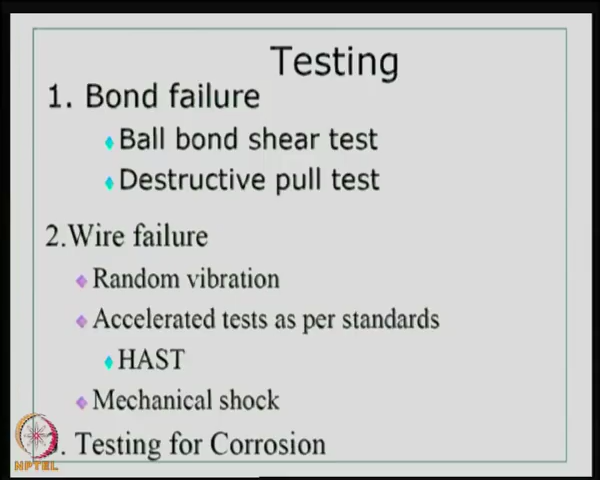 Testing
1. Bond failure
Ball bond shear test
Destructive pull test
2.Wire failure
Random vibration
Accelerated tests as per standards
HAST
Mechanical shock
. Testing for Corrosion
NPTEL